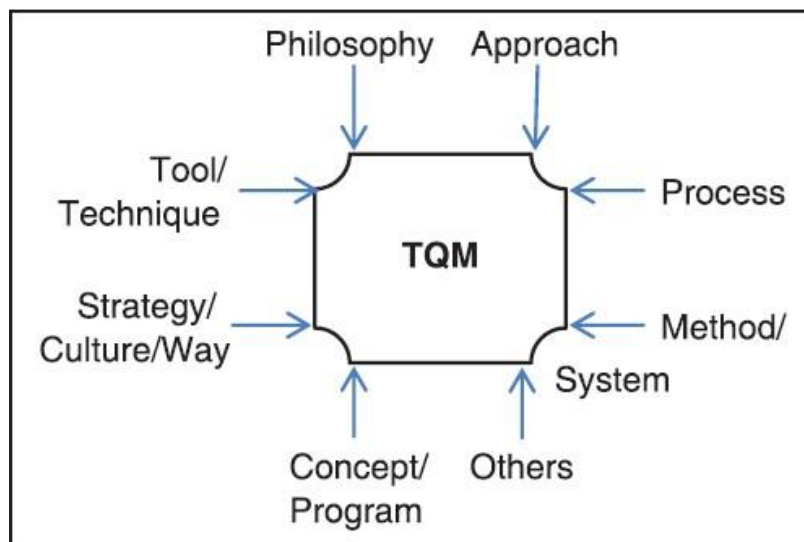 Philosophy Approach
Tool/
Technique
Process
TQM
Strategy/
Culture/Way
Method/
System
Concept/
Program
Others